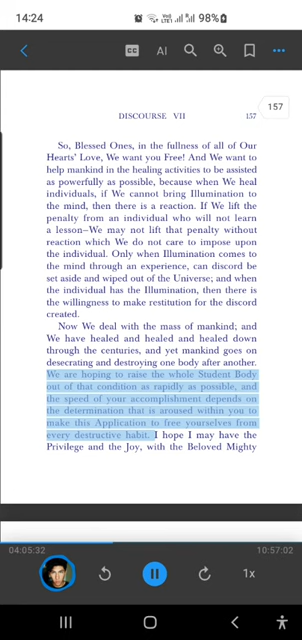 14:24
98%
CC
AI
157
DISCOURSE VII 157
So, Blessed Ones, in the fullness of all of Our
Hearts' Love, We want you Free! And We want to
help mankind in the healing activities to be assisted
as powerfully as possible, because when We heal
individuals, if We cannot bring Illumination to
the mind, then there is a reaction. If We lift the
penalty from an individual who will not learn
a lesson—We may not lift that penalty without
reaction which We do not care to impose upon
the individual. Only when Illumination comes to
the mind through an experience, can discord be
set aside and wiped out of the Universe; and when
the individual has the Illumination, then there is
the willingness to make restitution for the discord
created.
Now We deal with the mass of mankind; and
We have healed and healed and healed down
through the centuries, and yet mankind goes on
desecrating and destroying one body after another.
We are hoping to raise the whole Student Body
out of that condition as rapidly as possible, and
the speed of your accomplishment depends on
the determination that is aroused within you to
make this Application to free yourselves from
every destructive habit. I hope I may have the
Privilege and the Joy, with the Beloved Mighty
04:05:32 10:57:02
1x